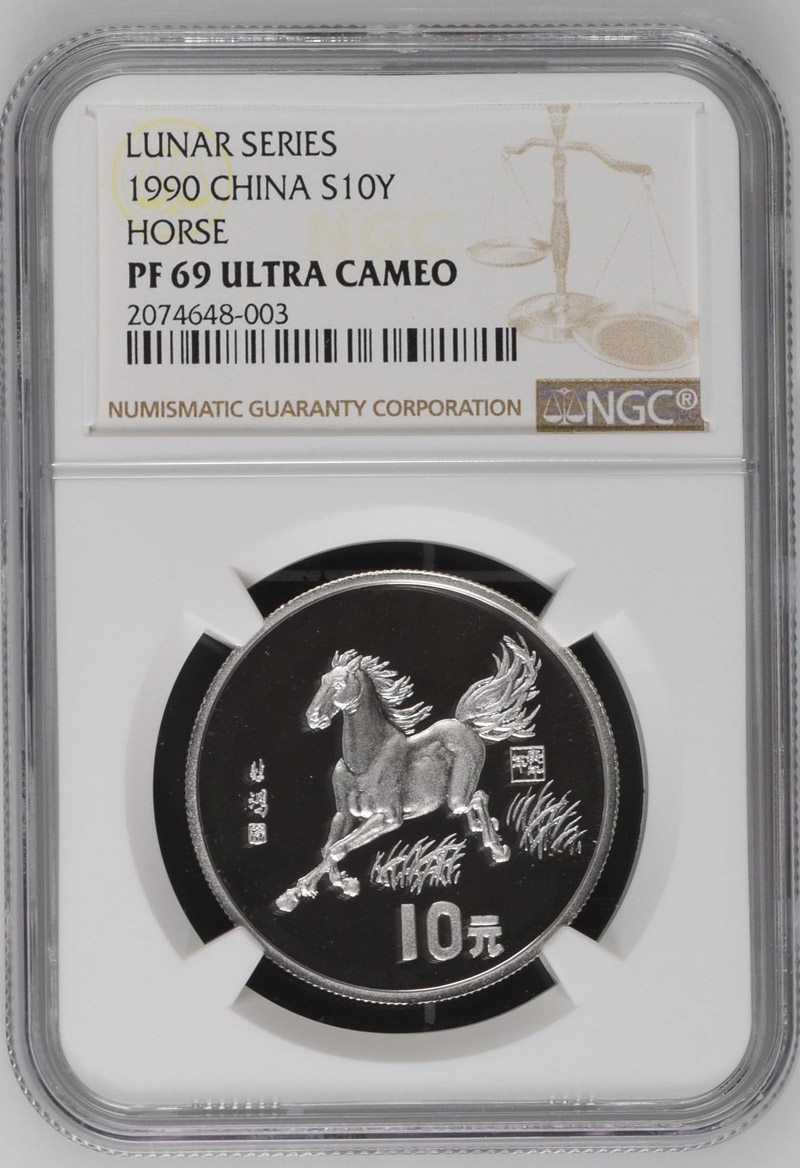 LUNAR SERIES
1990 CHINA S10Y
HORSE
PF 69 ULTRA CAMEO
2074648-003
NUMISMATIC GUARANTY CORPORATION
NGC®
NGC
10元